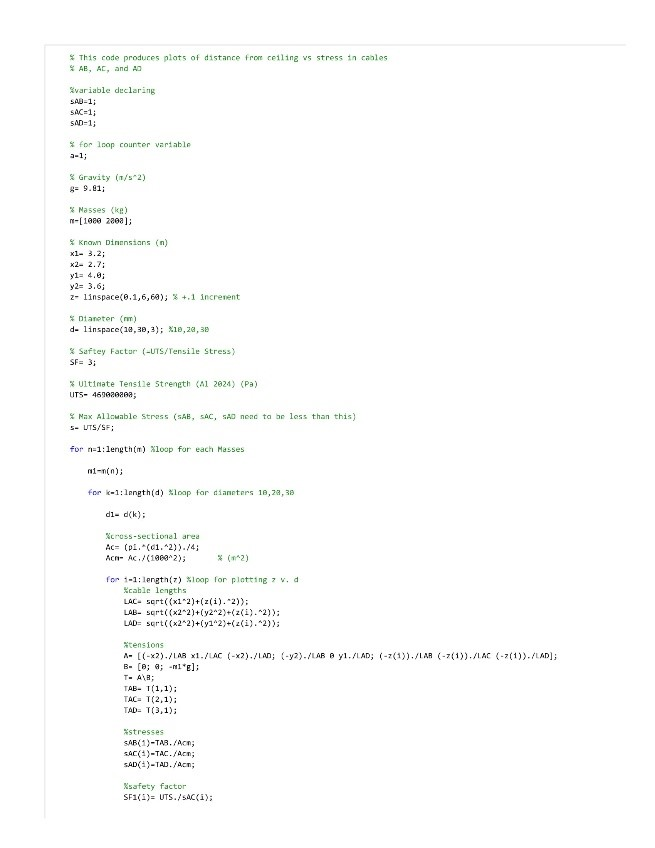 % This code produces plots of distance from ceiling vs stress in cables
% AB, AC, and AD
%variable declaring
sAB=1;
sAC=1;
sAD=1;
% for loop counter variable
a=1;
% Gravity (m/s^2)
g= 9.81;
% Masses (kg)
m=[1000 2000];
% Known Dimensions (m)
x1= 3.2;
x2= 2.7;
y1= 4.0;
y2= 3.6;
z= linspace(0.1,6,60); % +.1 increment
% Diameter (mm)
d= linspace(10,30,3); %10,20,30
% Saftey Factor (=UTS/Tensile Stress)
SF= 3;
% Ultimate Tensile Strength (Al 2024) (Pa)
UTS= 469000000;
% Max Allowable Stress (sAB, sAC, sAD need to be less than this)
s= UTS/SF;
for n=1:length(m) %loop for each Masses
m1=m(n);
for k=1:length(d) %loop for diameters 10,20,30
d1= d(k);
%cross-sectional area
Ac= (pi.*(d1.^2))./4;
Acm= Ac./(1000^2); % (m^2)
for i=1:length(z) %loop for plotting z v. d
%cable lengths
LAC= sqrt((x1^2)+(z(i).^2));
LAB= sqrt((x2^2)+(y2^2)+(z(i).^2));
LAD= sqrt((x2^2)+(y1^2)+(z(i).^2));
%tensions
A= [(-x2)./LAB x1./LAC (-x2)./LAD; (-y2)./LAB 0 y1./LAD; (-z(i))./LAB (-z(i))./LAC (-z(i))./LAD];
B= [0; 0; -m1*g];
T= A\B;
TAB= T(1,1);
TAC= T(2,1);
TAD= T(3,1);
%stresses
sAB(i)=TAB./Acm;
sAC(i)=TAC./Acm;
sAD(i)=TAD./Acm;
%safety factor
SF1(i)= UTS./sAC(i);